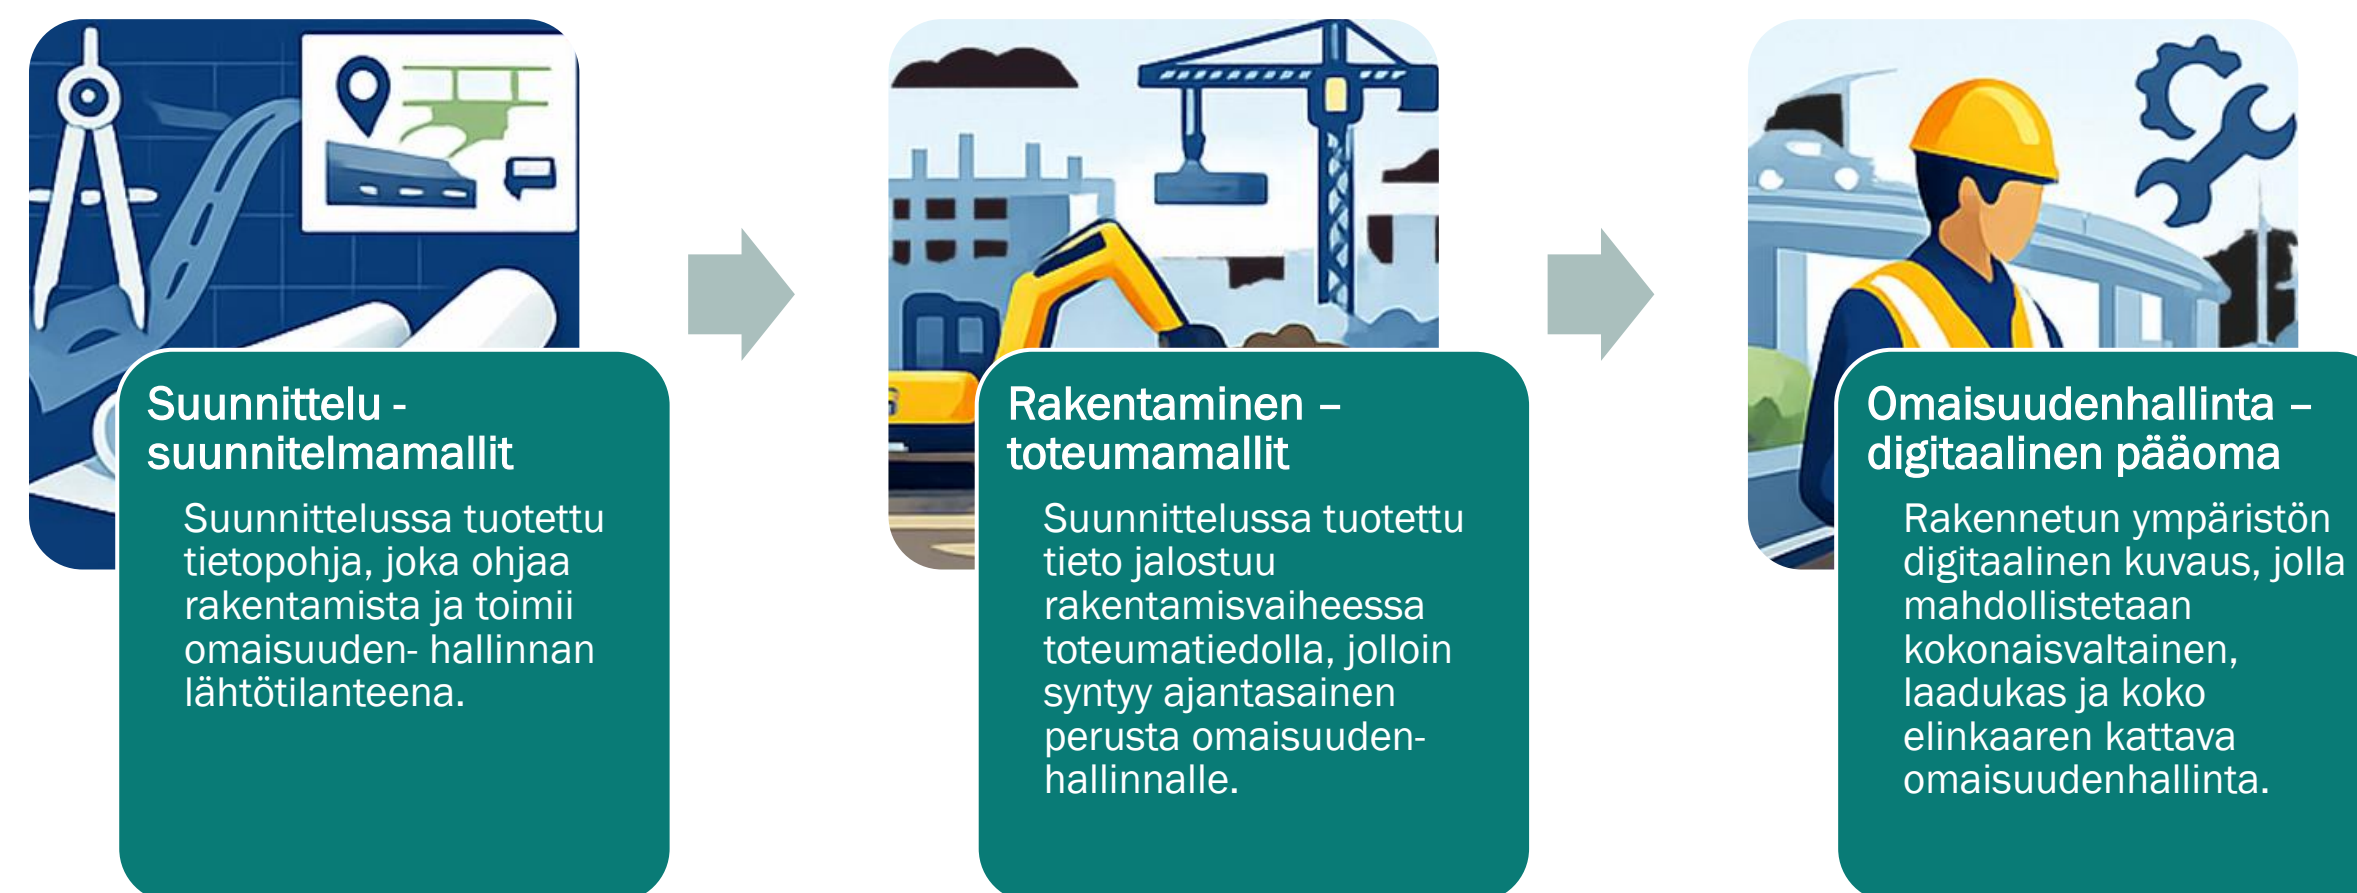 Suunnittelu -
suunnitelmamallit
Suunnittelussa tuotettu
tietopohja, joka ohjaa
rakentamista ja toimii
omaisuuden- hallinnan
lähtötilanteena.
Rakentaminen –
toteumamallit
Suunnittelussa tuotettu
tieto jalostuu
rakentamisvaiheessa
toteumatiedolla, jolloin
syntyy ajantasainen
perusta omaisuuden-
hallinnalle.
Omaisuudenhallinta –
digitaalinen pääoma
Rakennetun ympäristön
digitaalinen kuvaus, jolla
mahdollistetaan
kokonaisvaltainen,
laadukas ja koko
elinkaaren kattava
omaisuudenhallinta.